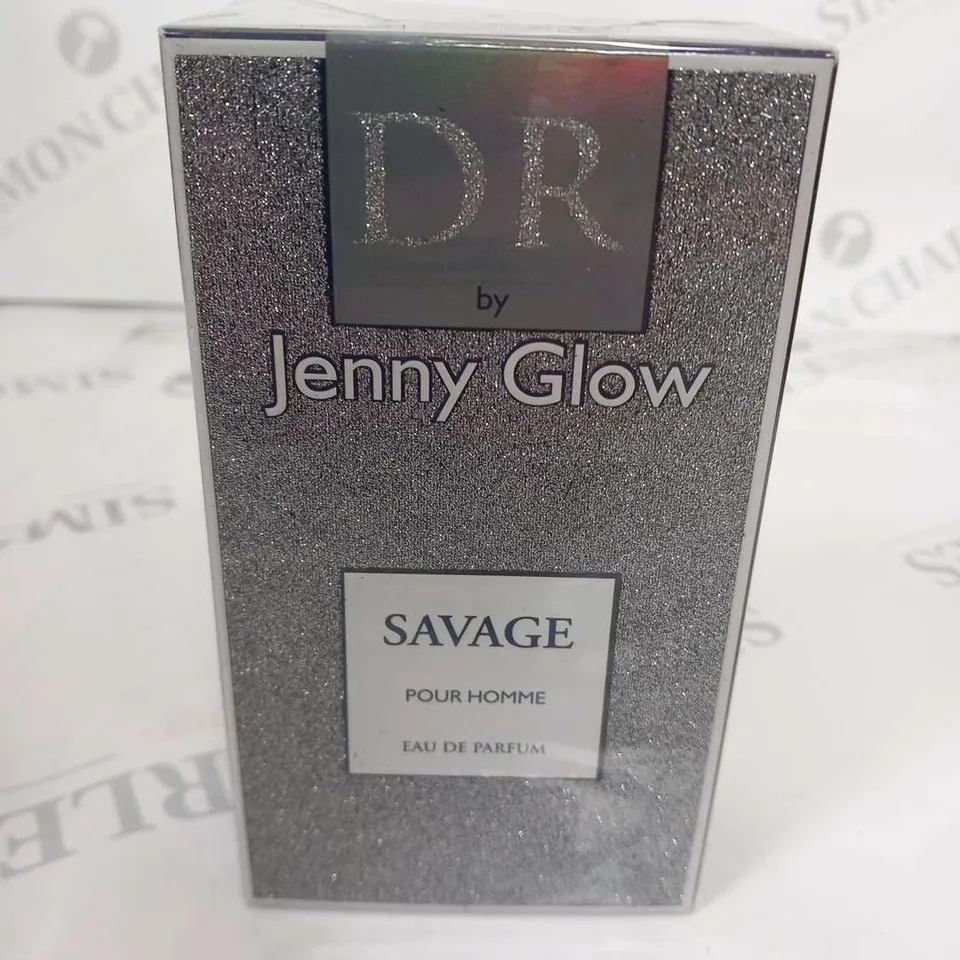 DR
by
Jenny Glow
SAVAGE
POUR HOMME
EAU DE PARFUM